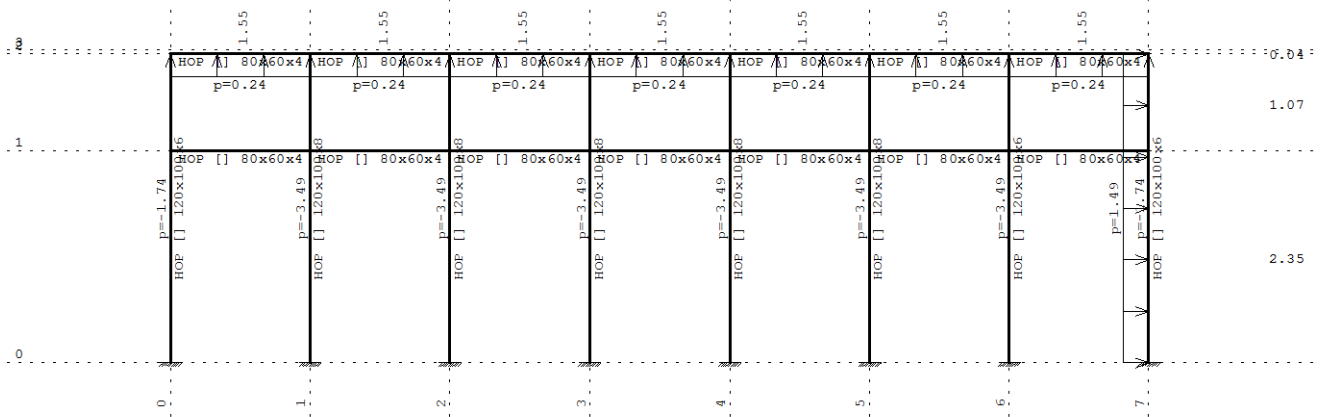 1.55 1.55 1.55 1.55 1.55 1.55 1.55
HOP [] 80x60x4 HOP [] 80x60x4 HOP [] 80x60x4 HOP [] 80x60x4 HOP [] 80x60x4 HOP [] 80x60x4 HOP [] 80x60x4
0.04
p=0.24 p=0.24 p=0.24 p=0.24 p=0.24 p=0.24 p=0.24
1.07
1
HOP [] 80x60x4 HOP [] 80x60x4 HOP [] 80x60x4 HOP [] 80x60x4 HOP [] 80x60x4 HOP [] 80x60x4 HOP [] 80x60x4
p=-1.74
HOP [] 120x100x6
p=-3.49
HOP [] 120x100x8
p=-3.49
HOP [] 120x100x8
p=-3.49
HOP [] 120x100x8
p=-3.49
HOP [] 120x100x8
p=-3.49
HOP [] 120x100x8
p=-3.49
HOP [] 120x100x6
p=1.49
p=-1.74
HOP [] 120x100x6
2.35
0
0 1 2 3 4 5 6 7